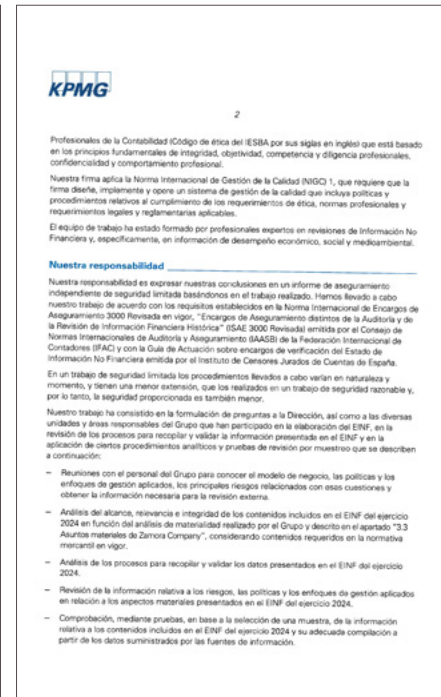 KPMG
2
Profesionales de la Contabilidad (Código de ética del IESBA por sus siglas en inglés) que está basado
en los principios fundamentales de integridad, objetividad, competencia y diligencia profesionales,
confidencialidad y comportamiento profesional.
Nuestra firma aplica la Norma Internacional de Gestión de la Calidad (NIGC) 1, que requiere que la
firma diseñe, implemente y opere un sistema de gestión de la calidad que incluya políticas y
procedimientos relativos al cumplimiento de los requerimientos de ética, normas profesionales y
requerimientos legales y reglamentarias aplicables.
El equipo de trabajo ha estado formado por profesionales expertos en revisiones de Información No
Financiera y, específicamente, en información de desempeño económico, social y medioambiental.
Nuestra responsabilidad
Nuestra responsabilidad es expresar nuestras conclusiones en un informe de aseguramiento
independiente de seguridad limitada basándonos en el trabajo realizado. Hemos llevado a cabo
nuestro trabajo de acuerdo con los requisitos establecidos en la Norma Internacional de Encargos de
Aseguramiento 3000 Revisada en vigor, "Encargos de Aseguramiento distintos de la Auditoría y de
la Revisión de Información Financiera Histórica" (ISAE 3000 Revisada) emitida por el Consejo de
Normas Internacionales de Auditoría y Aseguramiento (IAASB) de la Federación Internacional de
Contadores (IFAC) y con la Guía de Actuación sobre encargos de verificación del Estado de
Información No Financiera emitida por el Instituto de Censores Jurados de Cuentas de España.
En un trabajo de seguridad limitada los procedimientos llevados a cabo varían en naturaleza y
momento, y tienen una menor extensión, que los realizados en un trabajo de seguridad razonable y,
por lo tanto, la seguridad proporcionada es también menor.
Nuestro trabajo ha consistido en la formulación de preguntas a la Dirección, así como a las diversas
unidades y áreas responsables del Grupo que han participado en la elaboración del EINF, en la
revisión de los procesos para recopilar y validar la información presentada en el EINF y en la
aplicación de ciertos procedimientos analíticos y pruebas de revisión por muestreo que se describen
a continuación:
– Reuniones con el personal del Grupo para conocer el modelo de negocio, las políticas y los
enfoques de gestión aplicados, los principales riesgos relacionados con esas cuestiones y
obtener la información necesaria para la revisión externa.
– Análisis del alcance, relevancia e integridad de los contenidos incluidos en el EINF del ejercicio
2024 en función del análisis de materialidad realizado por el Grupo y descrito en el apartado "3.3
Asuntos materiales de Zamora Company", considerando contenidos requeridos en la normativa
mercantil en vigor.
– Análisis de los procesos para recopilar y validar los datos presentados en el EINF del ejercicio
2024.
– Revisión de la información relativa a los riesgos, las políticas y los enfoques de gestión aplicados
en relación a los aspectos materiales presentados en el EINF del ejercicio 2024.
– Comprobación, mediante pruebas, en base a la selección de una muestra, de la información
relativa a los contenidos incluidos en el EINF del ejercicio 2024 y su adecuada compilación a
partir de los datos suministrados por las fuentes de información.